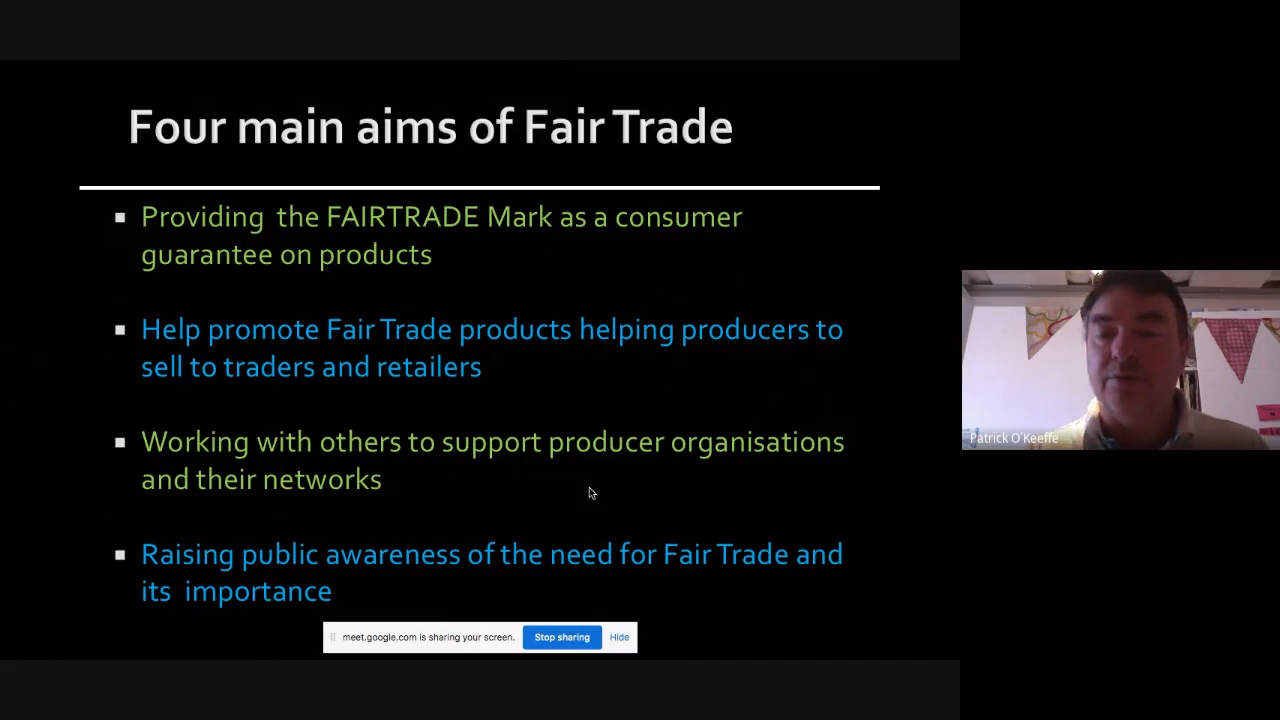 Four main aims of Fair Trade
Providing the FAIRTRADE Mark as a consumer
guarantee on products
Help promote Fair Trade products helping producers to
sell to traders and retailers
Working with others to support producer organisations
and their networks
Raising public awareness of the need for Fair Trade and
its importance
meet.google.com is sharing your screen. Stop sharing Hide
Patrick O'Keeffe